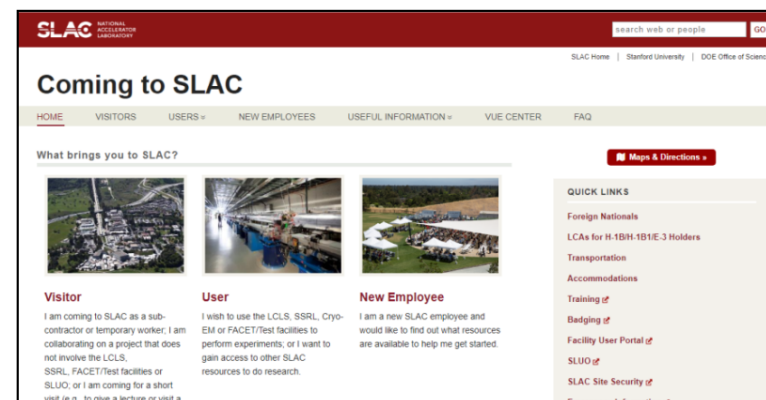 SLAC NATIONAL ACCELERATOR LABORATORY
search web or people
GO
SLAC Home | Stanford University | DOE Office of Scienc
Coming to SLAC
HOME VISITORS USERS NEW EMPLOYEES USEFUL INFORMATION VUE CENTER FAQ
What brings you to SLAC?
Maps & Directions »
Visitor
I am coming to SLAC as a sub-
contractor or temporary worker; I am
collaborating on a project that does
not involve the LCLS,
SSRL, FACET/Test facilities or
SLUO; or I am coming for a short
visit (e.g., to give a lecture or visit a
User
I wish to use the LCLS, SSRL, Cryo-
EM or FACET/Test facilities to
perform experiments; or I want to
gain access to other SLAC
resources to do research.
New Employee
I am a new SLAC employee and
would like to find out what resources
are available to help me get started.
QUICK LINKS
Foreign Nationals
LCAs for H-1B/H-1B1/E-3 Holders
Transportation
Accommodations
Training
Badging
Facility User Portal
SLUO
SLAC Site Security